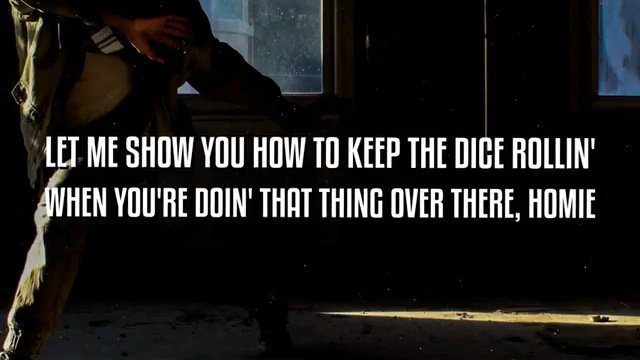 LET ME SHOW YOU HOW TO KEEP THE DICE ROLLIN'
WHEN YOU'RE DOIN' THAT THING OVER THERE, HOMIE